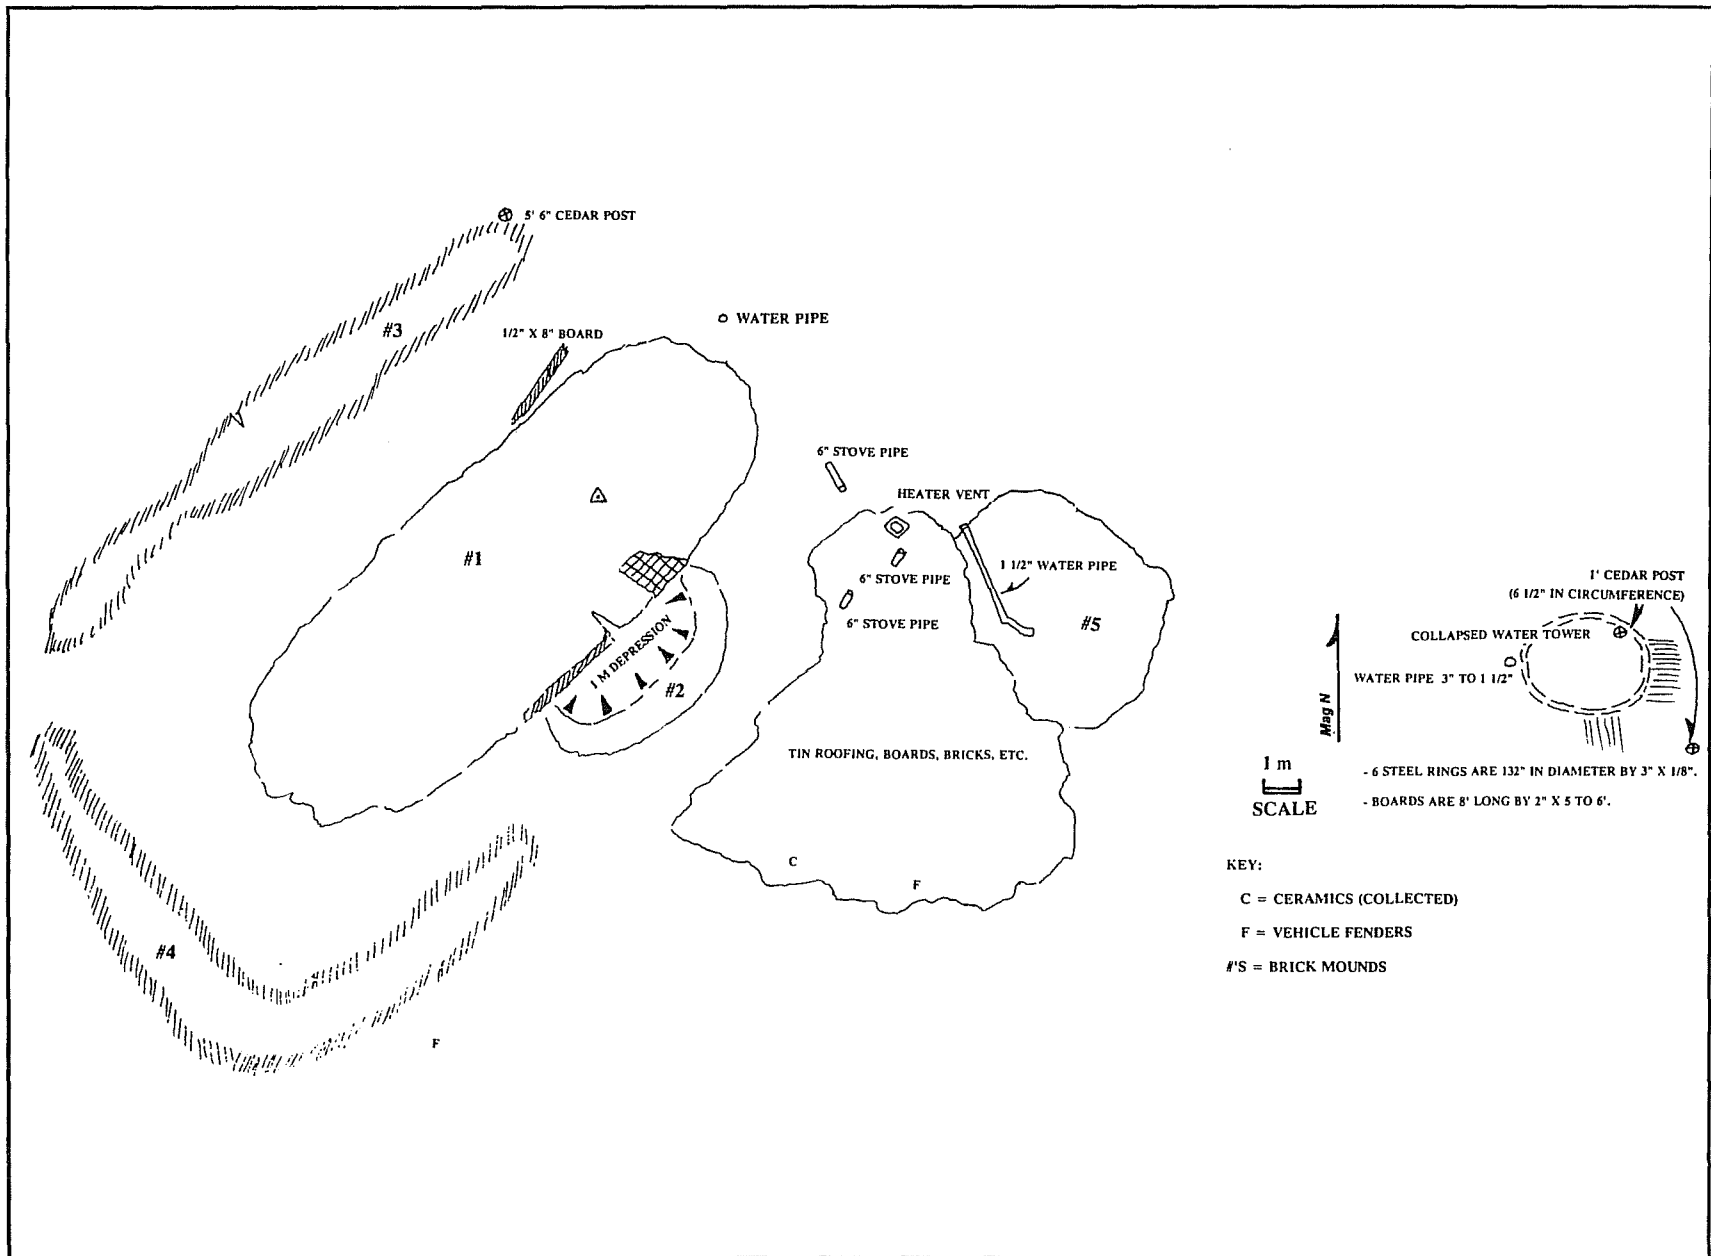 5' 6" CEDAR POST
WATER PIPE
#3
1/2" X 8" BOARD
6" STOVE PIPE
HEATER VENT
#1
1 1/2" WATER PIPE
6" STOVE PIPE
1' CEDAR POST
(6 1/2" IN CIRCUMFERENCE)
6" STOVE PIPE
#5
COLLAPSED WATER TOWER
1 M DEPRESSION
#2
WATER PIPE 3" TO 1 1/2"
Mag N
TIN ROOFING, BOARDS, BRICKS, ETC.
1 m
SCALE
- 6 STEEL RINGS ARE 132" IN DIAMETER BY 3" X 1/8".
- BOARDS ARE 8' LONG BY 2" X 5 TO 6'.
C
F
#4
F
KEY:
C = CERAMICS (COLLECTED)
F = VEHICLE FENDERS
#'S = BRICK MOUNDS